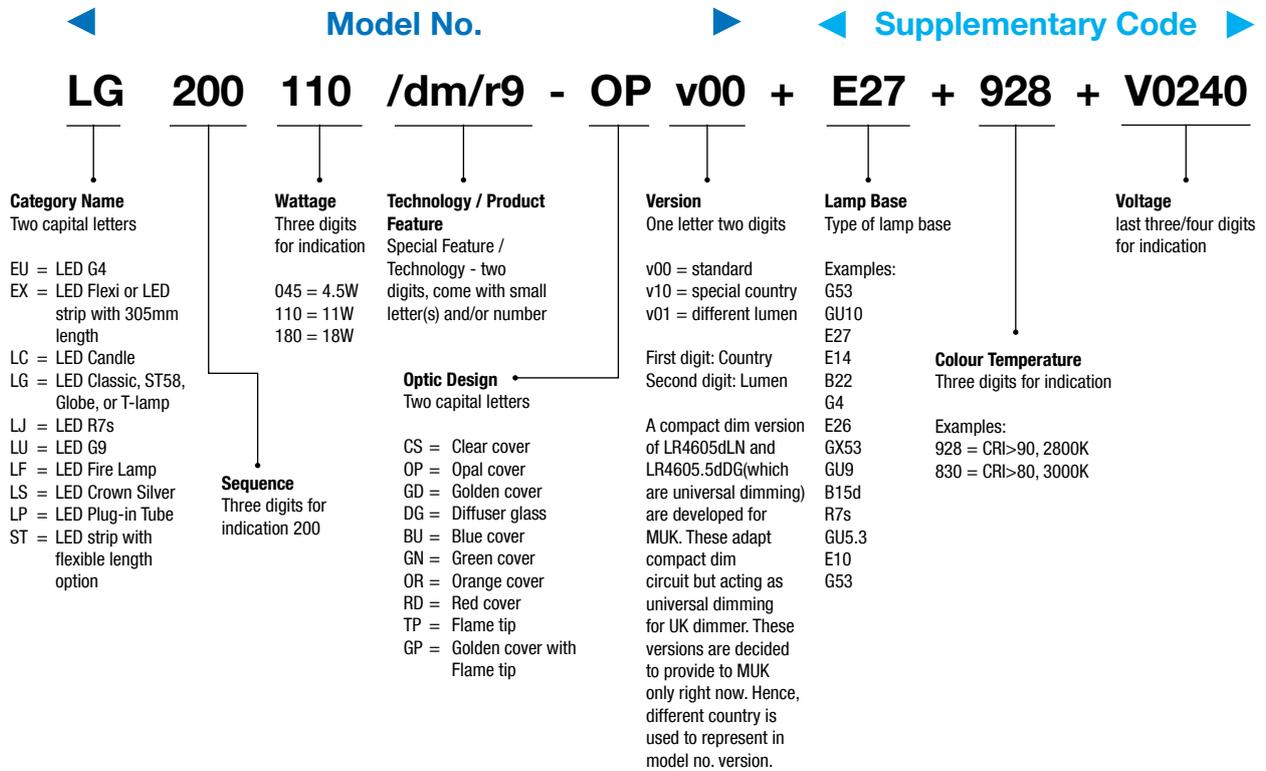 Model No.
Supplementary Code
LG 200 110 /dm/r9 - OP v00 + E27 + 928 + V0240
Category Name
Two capital letters
EU = LED G4
EX = LED Flexi or LED
strip with 305mm
length
LC = LED Candle
LG = LED Classic, ST58,
Globe, or T-lamp
LJ = LED R7s
LU = LED G9
LF = LED Fire Lamp
LS = LED Crown Silver
LP = LED Plug-in Tube
ST = LED strip with
flexible length
option
Sequence
Three digits for
indication 200
Wattage
Three digits
for indication
045 = 4.5W
110 = 11W
180 = 18W
Technology / Product
Feature
Special Feature /
Technology - two
digits, come with small
letter(s) and/or number
Optic Design
Two capital letters
CS = Clear cover
OP = Opal cover
GD = Golden cover
DG = Diffuser glass
BU = Blue cover
GN = Green cover
OR = Orange cover
RD = Red cover
TP = Flame tip
GP = Golden cover with
Flame tip
Version
One letter two digits
v00 = standard
v10 = special country
v01 = different lumen
First digit: Country
Second digit: Lumen
A compact dim version
of LR4605dLN and
LR4605.5dDG(which
are universal dimming)
are developed for
MUK. These adapt
compact dim
circuit but acting as
universal dimming
for UK dimmer. These
versions are decided
to provide to MUK
only right now. Hence,
different country is
used to represent in
model no. version.
Lamp Base
Type of lamp base
Examples:
G53
GU10
E27
E14
B22
G4
E26
GX53
GU9
B15d
R7s
GU5.3
E10
G53
Colour Temperature
Three digits for indication
Examples:
928 = CRI>90, 2800K
830 = CRI>80, 3000K
Voltage
last three/four digits
for indication